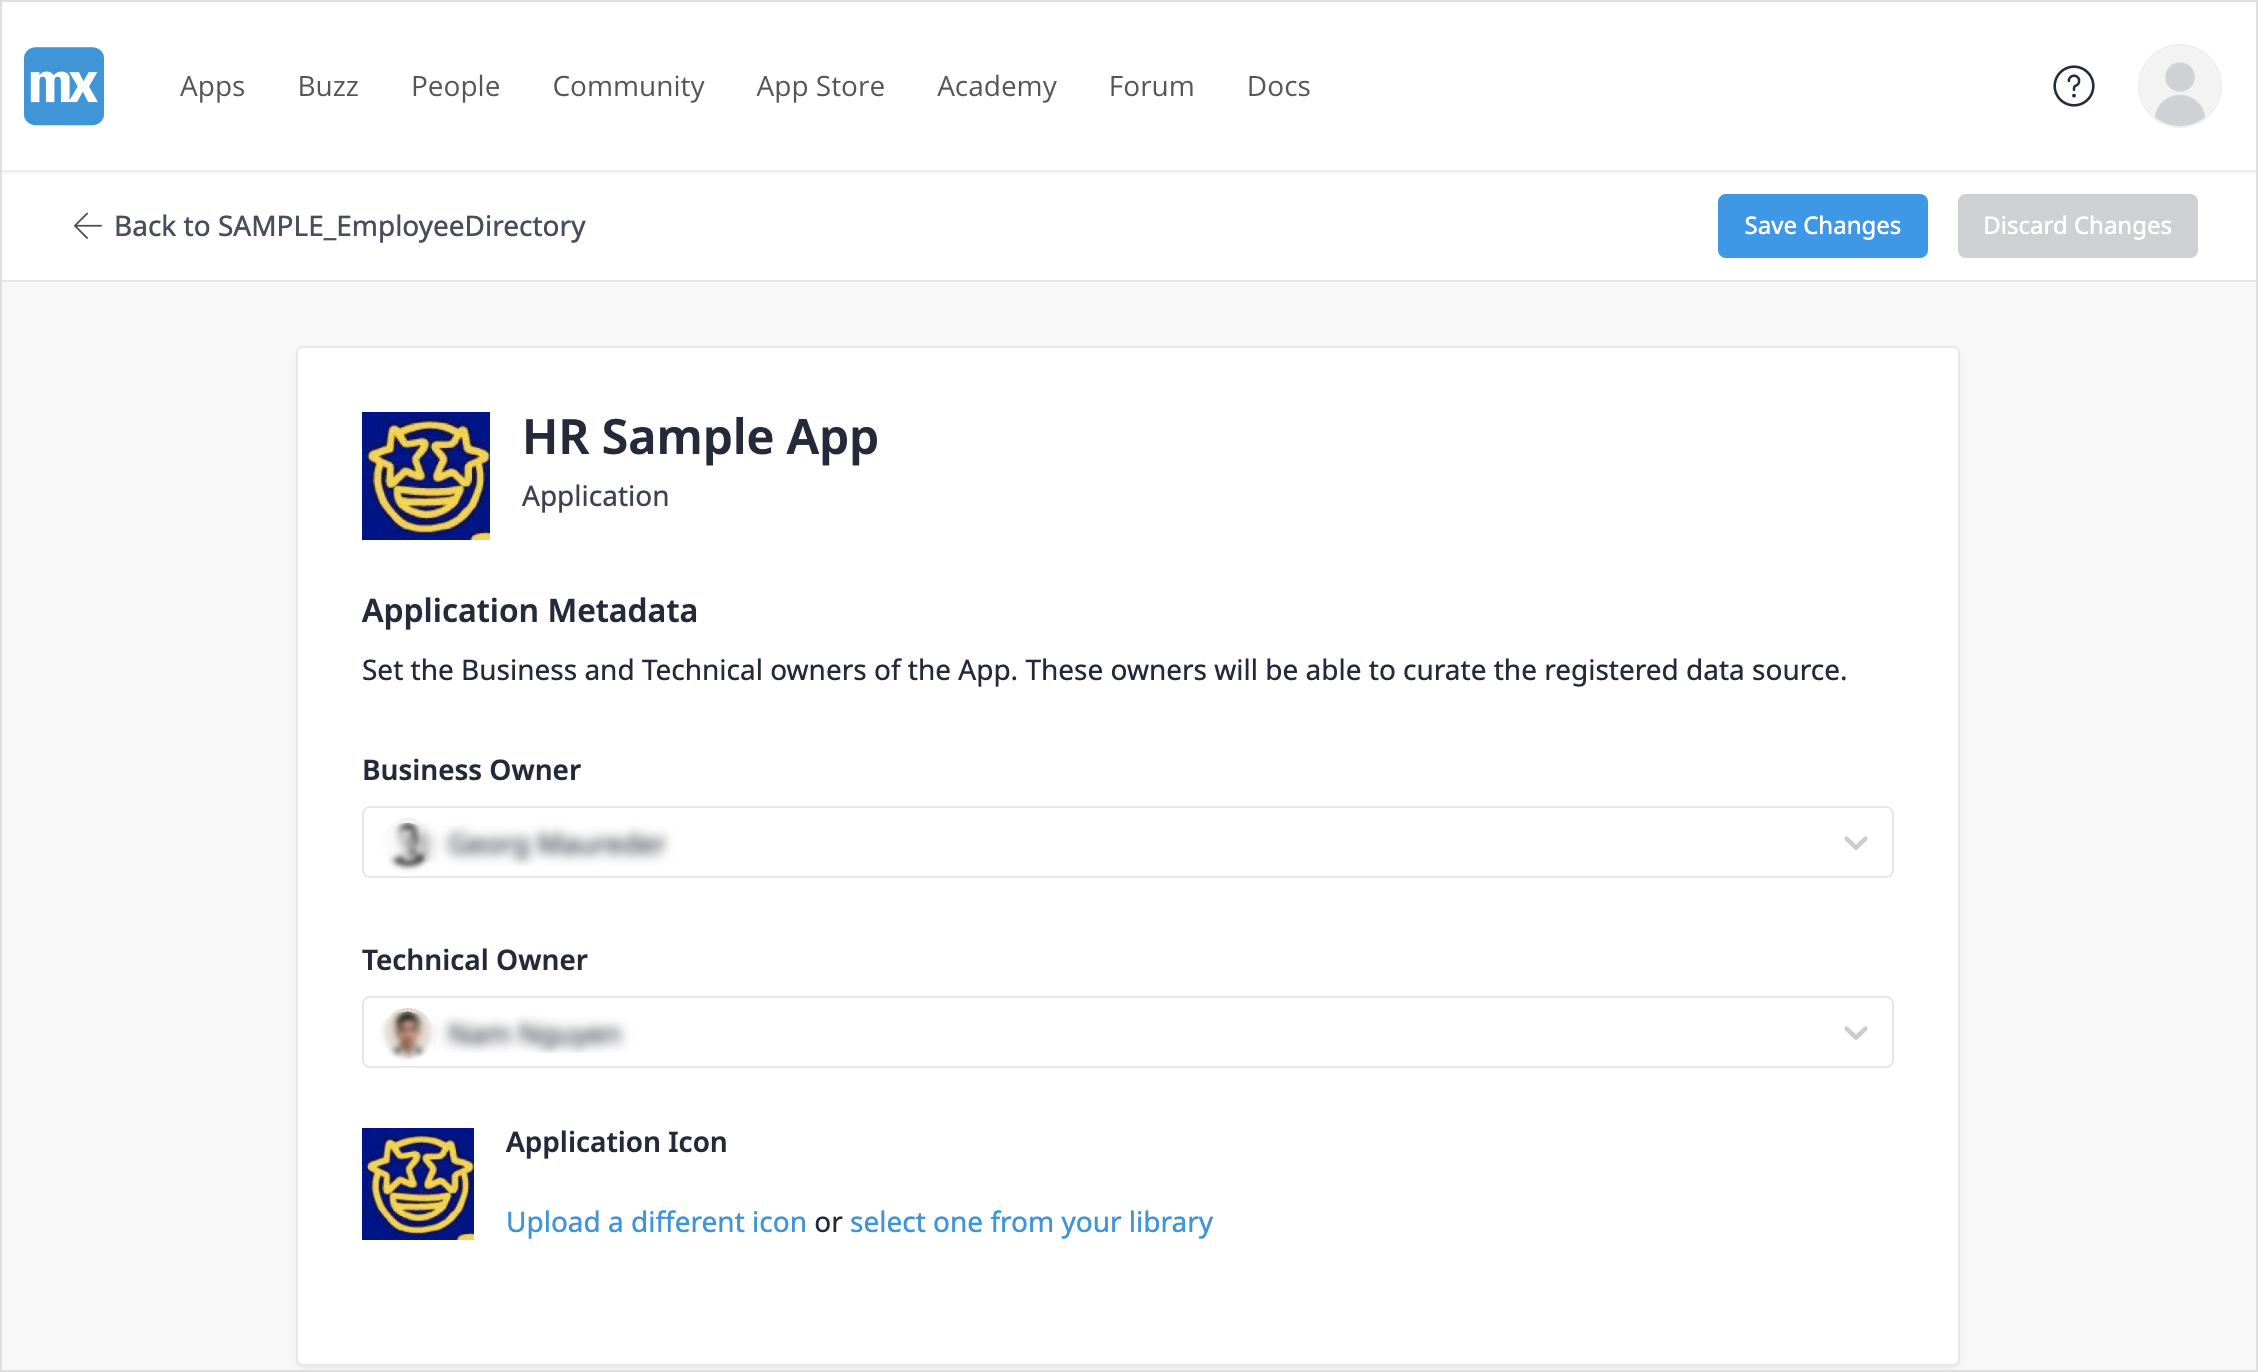 mx
Apps Buzz People Community App Store Academy Forum Docs
?
Back to SAMPLE_EmployeeDirectory
Save Changes Discard Changes
HR Sample App
Application
Application Metadata
Set the Business and Technical owners of the App. These owners will be able to curate the registered data source.
Business Owner
Technical Owner
Application Icon
Upload a different icon or select one from your library